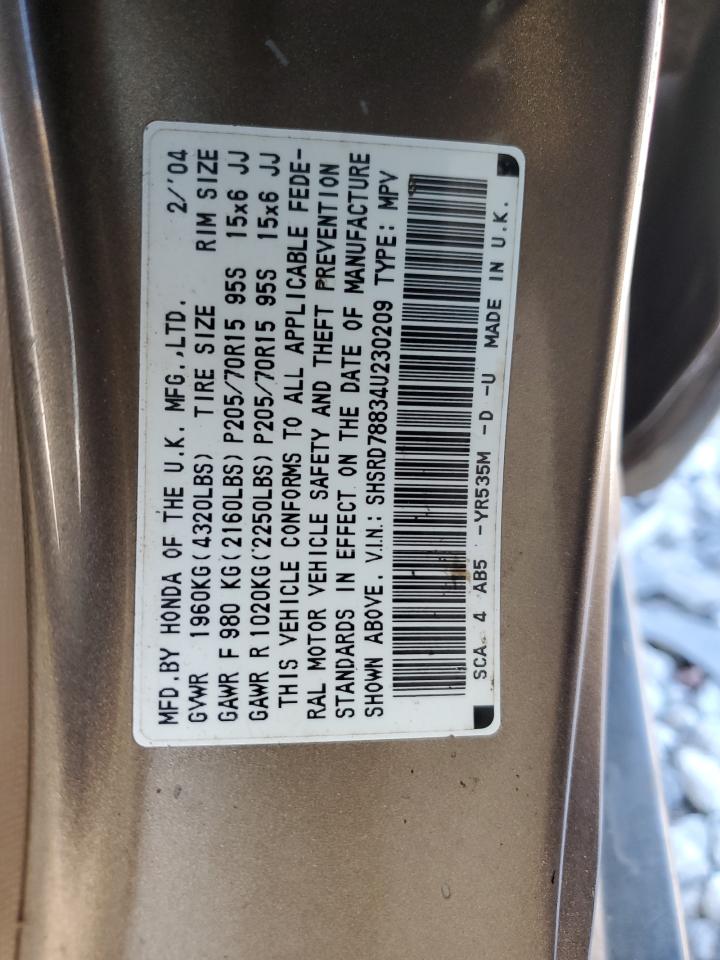 MFD.BY HONDA OF THE U.K. MFG.,LTD. 2/'04
GVWR 1960KG(4320LBS) TIRE SIZE RIM SIZE
GAWR F 980 KG(2160LBS) P205/70R15 95S 15x6 JJ
GAWR R 1020KG(2250LBS) P205/70R15 95S 15x6 JJ
THIS VEHICLE CONFORMS TO ALL APPLICABLE FEDE-
RAL MOTOR VEHICLE SAFETY AND THEFT PREVENTION
STANDARDS IN EFFECT ON THE DATE OF MANUFACTURE
SHOWN ABOVE. V.I.N.: SHSRD78834U230209 TYPE: MPV
SCA. 4 AB5 -YR535M -D -U MADE IN U.K.